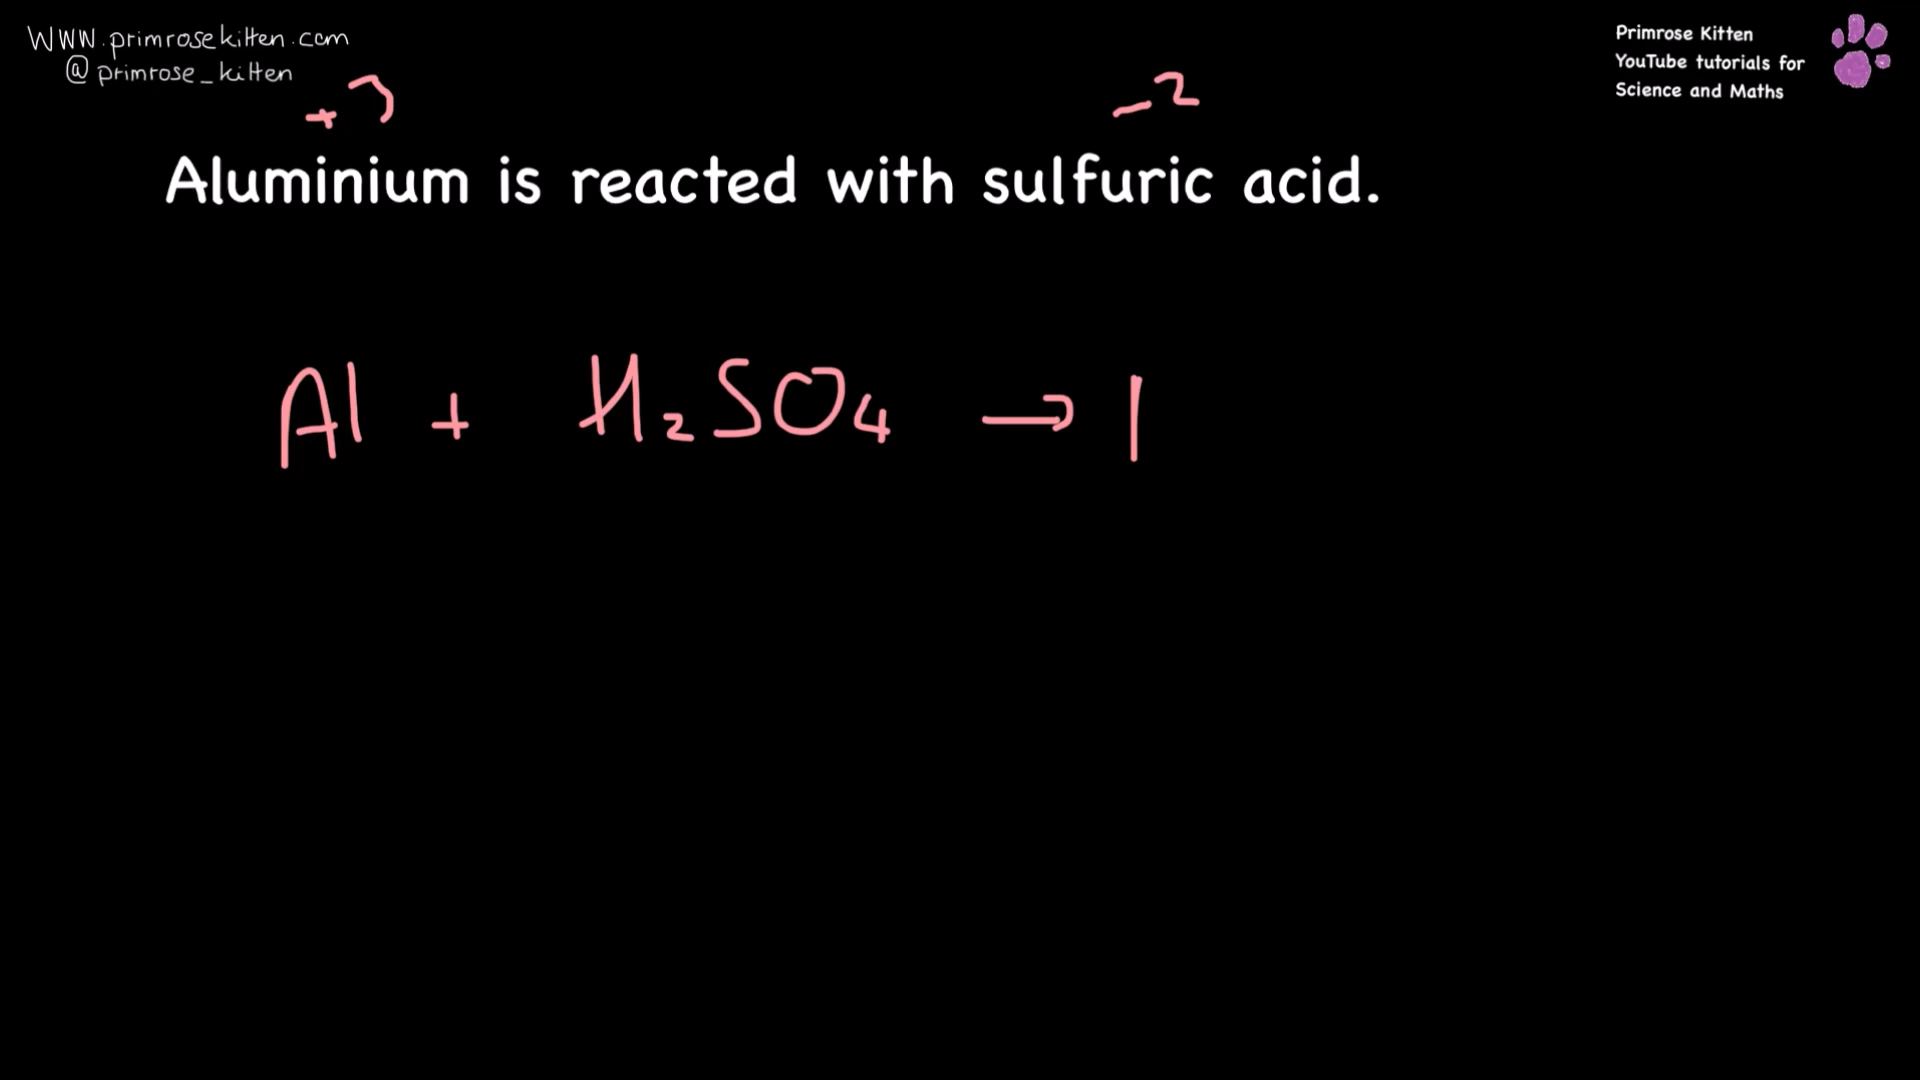 www.primrosekitten.com
@primrose_kitten
Primrose Kitten
YouTube tutorials for
Science and Maths
+3 -2
Aluminium is reacted with sulfuric acid.
Al + H₂SO₄ → |